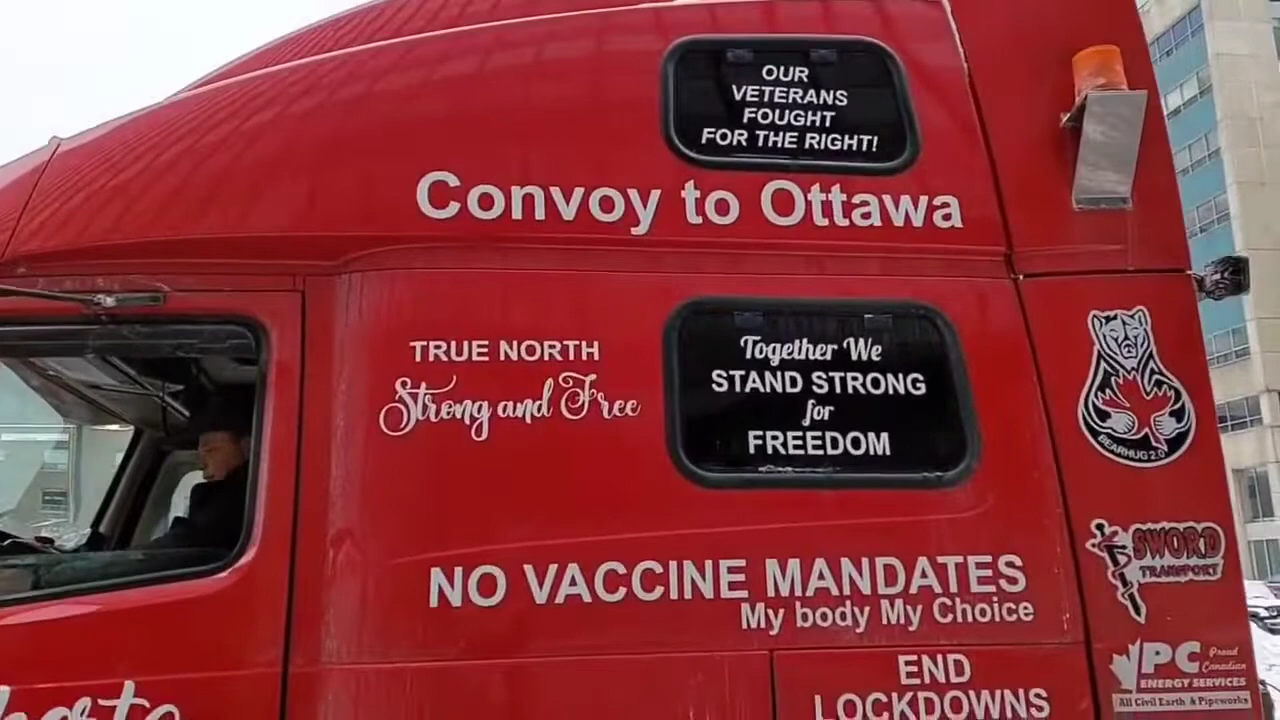 OUR
VETERANS
FOUGHT
FOR THE RIGHT!
Convoy to Ottawa
TRUE NORTH
Strong and Free
Together We
STAND STRONG
for
FREEDOM
NO VACCINE MANDATES
My body My Choice
END
LOCKDOWNS
BEARHUG 2.0
SWORD
TRANSPORT
PC
Proud
Canadian
ENERGY SERVICES
All Civil Earth & Pipeworks